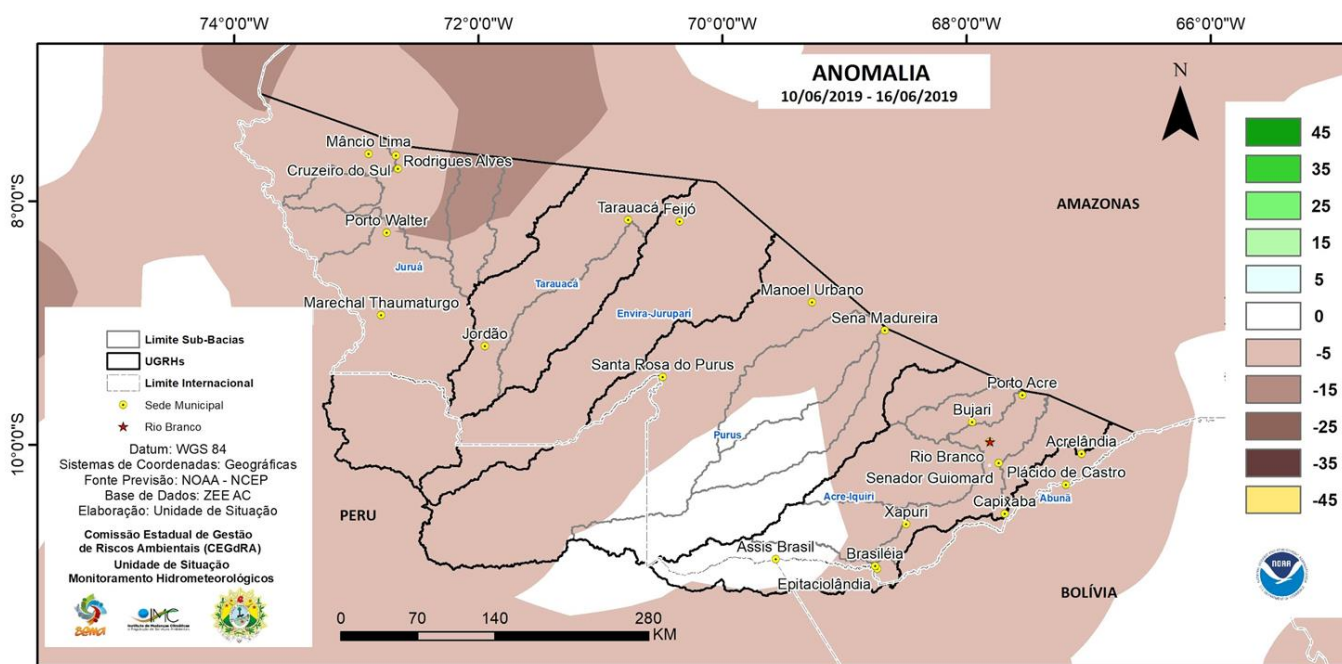 74°0'0"W
72°0'0"W
70°0'0"W
68°0'0"W
66°0'0"W
ANOMALIA
10/06/2019 - 16/06/2019
N
8°0'0"S
10°0'0"S
Mâncio Lima
Rodrigues Alves
Cruzeiro do Sul
Porto Walter
Juruá
Marechal Thaumaturgo
Jordão
Tarauacá
Feijó
Tarauacá
Envira-Jurupari
Manoel Urbano
Sena Madureira
Santa Rosa do Purus
Purus
Porto Acre
Bujari
Rio Branco
Acrelândia
Plácido de Castro
Senador Guiomard
Abunã
Acre-Iquiri
Capixaba
Xapuri
Assis Brasil
Brasiléia
Epitaciolândia
AMAZONAS
PERU
BOLÍVIA
45
35
25
15
5
0
-5
-15
-25
-35
-45
Limite Sub-Bacias
UGRHs
Limite Internacional
Sede Municipal
Rio Branco
Datum: WGS 84
Sistemas de Coordenadas: Geográficas
Fonte Previsão: NOAA - NCEP
Base de Dados: ZEE AC
Elaboração: Unidade de Situação
Comissão Estadual de Gestão
de Riscos Ambientais (CEGdRA)
Unidade de Situação
Monitoramento Hidrometeorológicos
IMC
0 70 140 280
KM
NOAA